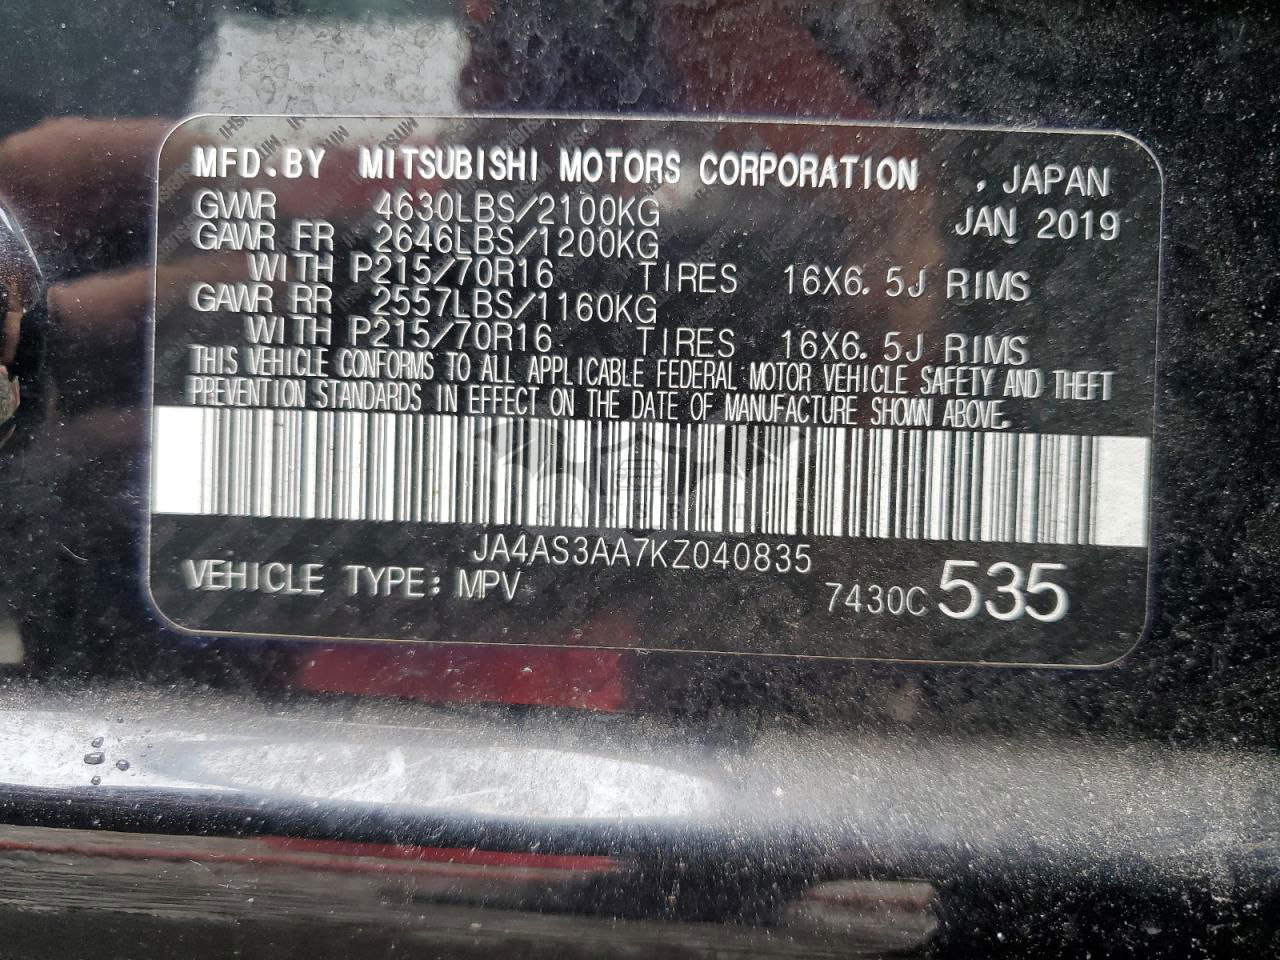 MFD.BY MITSUBISHI MOTORS CORPORATION , JAPAN
GVWR 4630LBS/2100KG JAN 2019
GAWR FR 2646LBS/1200KG
WITH P215/70R16 TIRES 16X6.5J RIMS
GAWR RR 2557LBS/1160KG
WITH P215/70R16 TIRES 16X6.5J RIMS
THIS VEHICLE CONFORMS TO ALL APPLICABLE FEDERAL MOTOR VEHICLE SAFETY AND THEFT
PREVENTION STANDARDS IN EFFECT ON THE DATE OF MANUFACTURE SHOWN ABOVE.
JA4AS3AA7KZ040835
VEHICLE TYPE: MPV 7430C 535